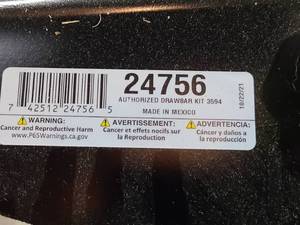 24756
AUTHORIZED DRAWBAR KIT 3594
MADE IN MEXICO
7 42512 24756 5
10/22/21
WARNING:
Cancer and Reproductive Harm
www.P65Warnings.ca.gov
AVERTISSEMENT:
Cancer et effets nocifs sur
la Reproduction
ADVERTENCIA:
Cáncer y daños a
la reproducción